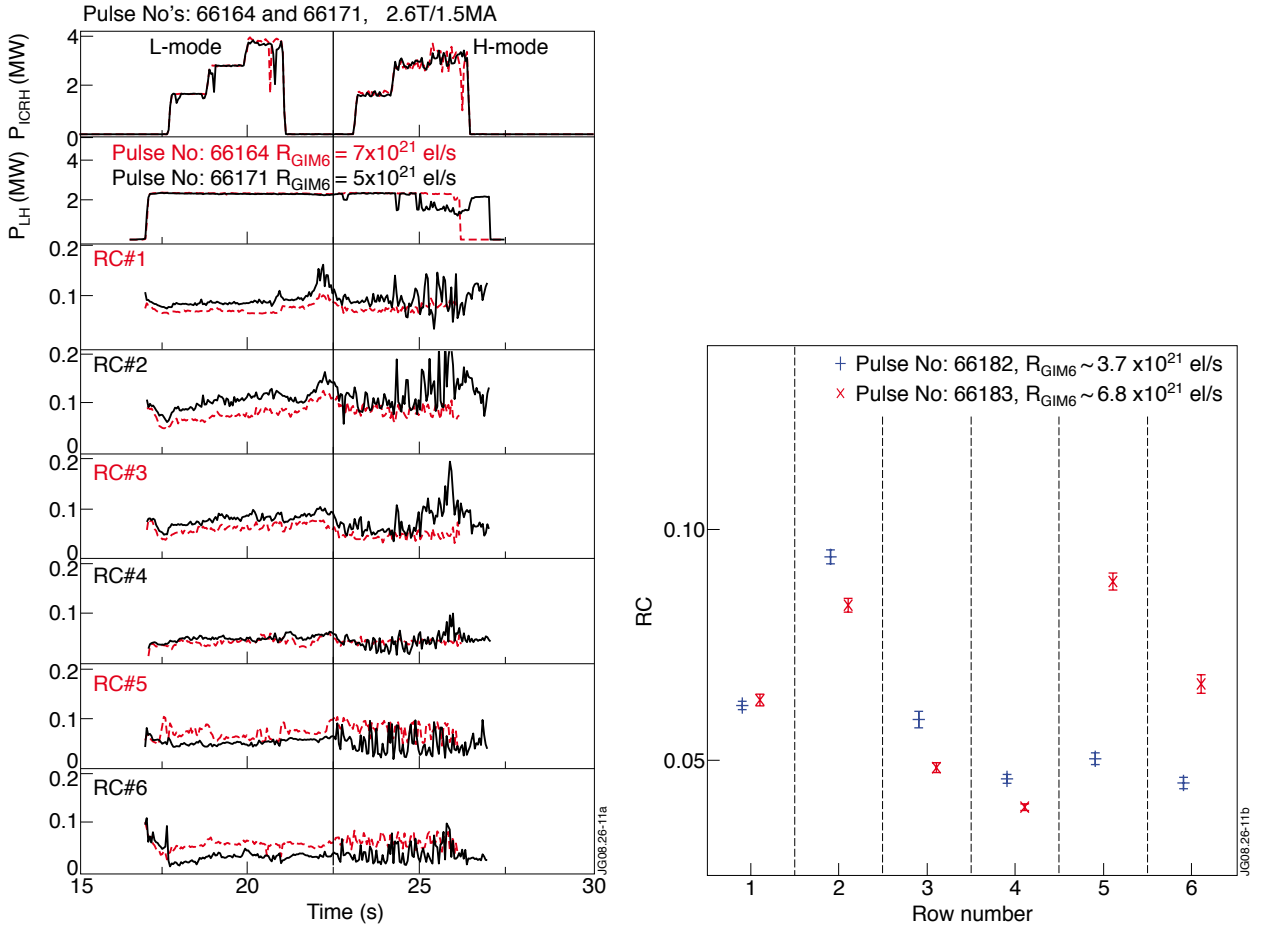 Pulse No's: 66164 and 66171, 2.6T/1.5MA
P_ICRH (MW)
4
2
0
L-mode
H-mode
P_LH (MW)
4
2
0
Pulse No: 66164 R_GIM6 = 7x10^21 el/s
Pulse No: 66171 R_GIM6 = 5x10^21 el/s
0.2
0.1
0
RC#1
0.2
0.1
0
RC#2
0.2
0.1
0
RC#3
0.2
0.1
0
RC#4
0.2
0.1
0
RC#5
0.2
0.1
0
RC#6
15
20
25
30
Time (s)
JG08.26-11a
Pulse No: 66182, R_GIM6 ~ 3.7 x10^21 el/s
Pulse No: 66183, R_GIM6 ~ 6.8 x10^21 el/s
RC
0.10
0.05
1
2
3
4
5
6
Row number
JG08.26-11b